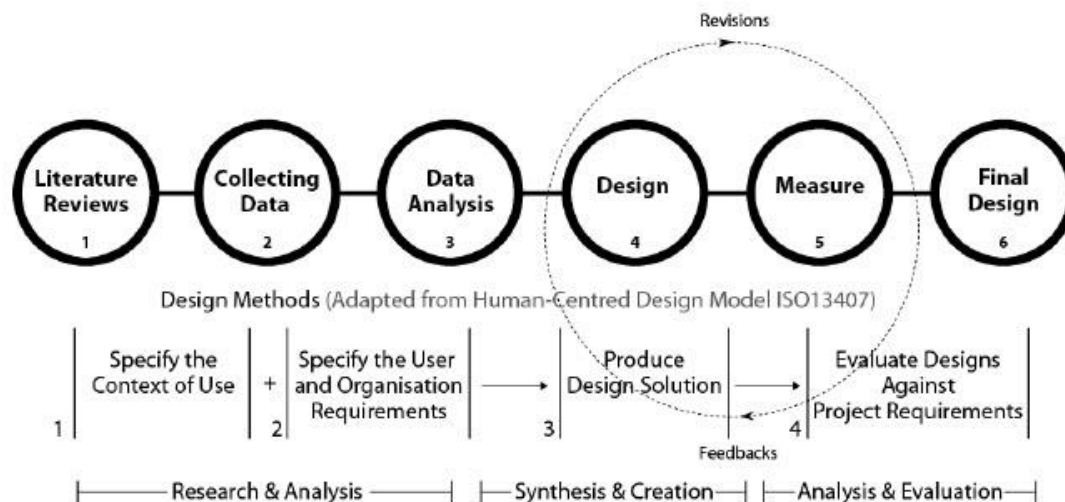 Revisions
Literature
Reviews
1
Collecting
Data
2
Data
Analysis
3
Design
4
Measure
5
Final
Design
6
Design Methods (Adapted from Human-Centred Design Model ISO13407)
Specify the
Context of Use
1
+
Specify the User
and Organisation
Requirements
2
Produce
Design Solution
3
Evaluate Designs
Against
Project Requirements
4
Feedbacks
Research & Analysis
Synthesis & Creation
Analysis & Evaluation